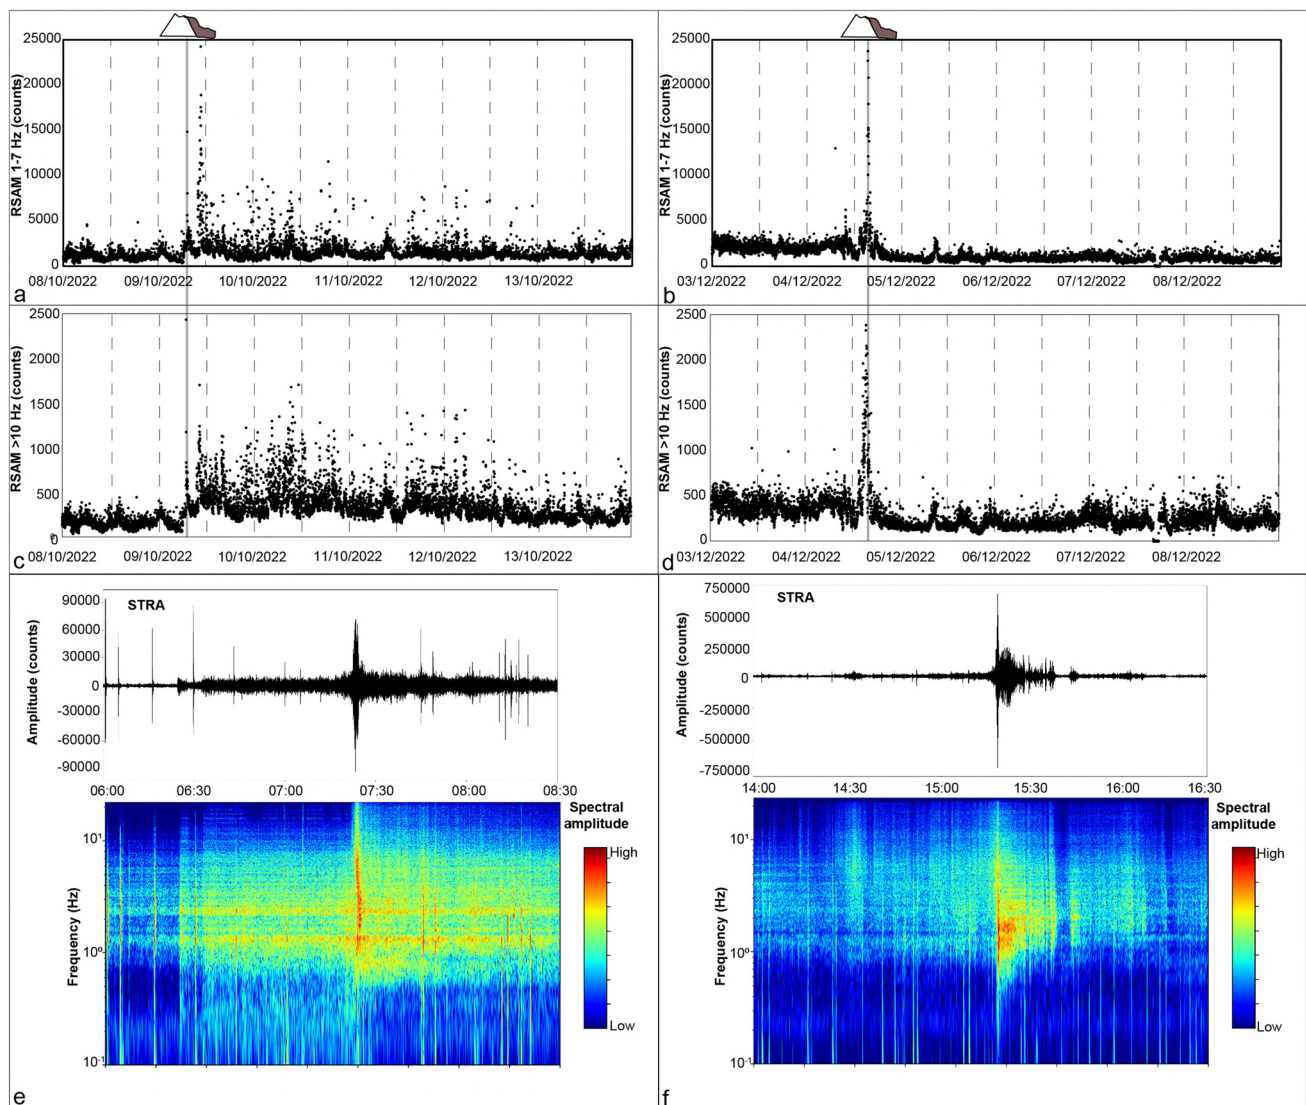 25000
20000
15000
10000
5000
0
RSAM 1-7 Hz (counts)
08/10/2022 09/10/2022 10/10/2022 11/10/2022 12/10/2022 13/10/2022
a
25000
20000
15000
10000
5000
0
RSAM 1-7 Hz (counts)
03/12/2022 04/12/2022 05/12/2022 06/12/2022 07/12/2022 08/12/2022
b
2500
2000
1500
1000
500
0
RSAM >10 Hz (counts)
08/10/2022 09/10/2022 10/10/2022 11/10/2022 12/10/2022 13/10/2022
c
2500
2000
1500
1000
500
0
RSAM >10 Hz (counts)
03/12/2022 04/12/2022 05/12/2022 06/12/2022 07/12/2022 08/12/2022
d
STRA
90000
60000
30000
0
-30000
-60000
-90000
Amplitude (counts)
06:00 06:30 07:00 07:30 08:00 08:30
10¹
10⁰
10⁻¹
Frequency (Hz)
Spectral
amplitude
High
Low
e
STRA
750000
500000
250000
0
-250000
-500000
-750000
Amplitude (counts)
14:00 14:30 15:00 15:30 16:00 16:30
10¹
10⁰
10⁻¹
Frequency (Hz)
Spectral
amplitude
High
Low
f